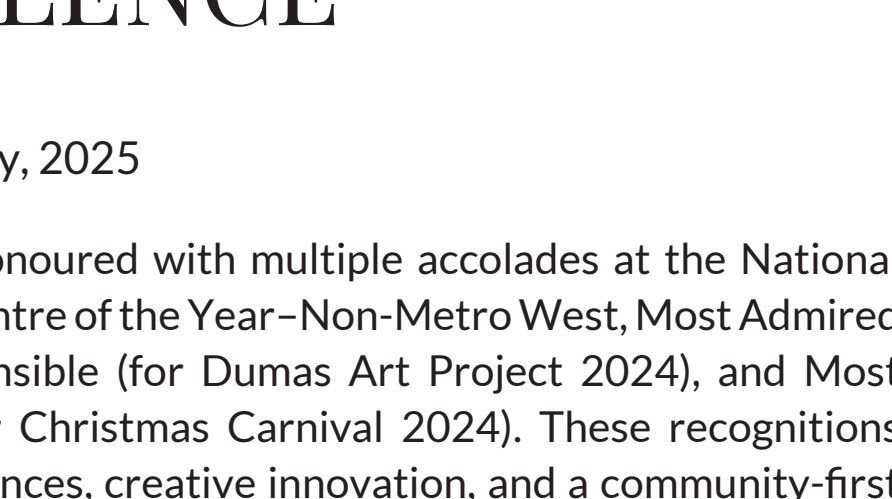 LENCE
y, 2025
onoured with multiple accolades at the Nationa
ntre of the Year–Non-Metro West, Most Admired
nsible (for Dumas Art Project 2024), and Most
r Christmas Carnival 2024). These recognitions
nces, creative innovation, and a community-first